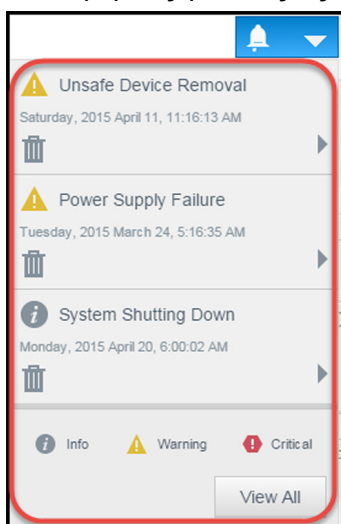 Unsafe Device Removal
Saturday, 2015 April 11, 11:16:13 AM
Power Supply Failure
Tuesday, 2015 March 24, 5:16:35 AM
System Shutting Down
Monday, 2015 April 20, 6:00:02 AM
Info Warning Critical
View All